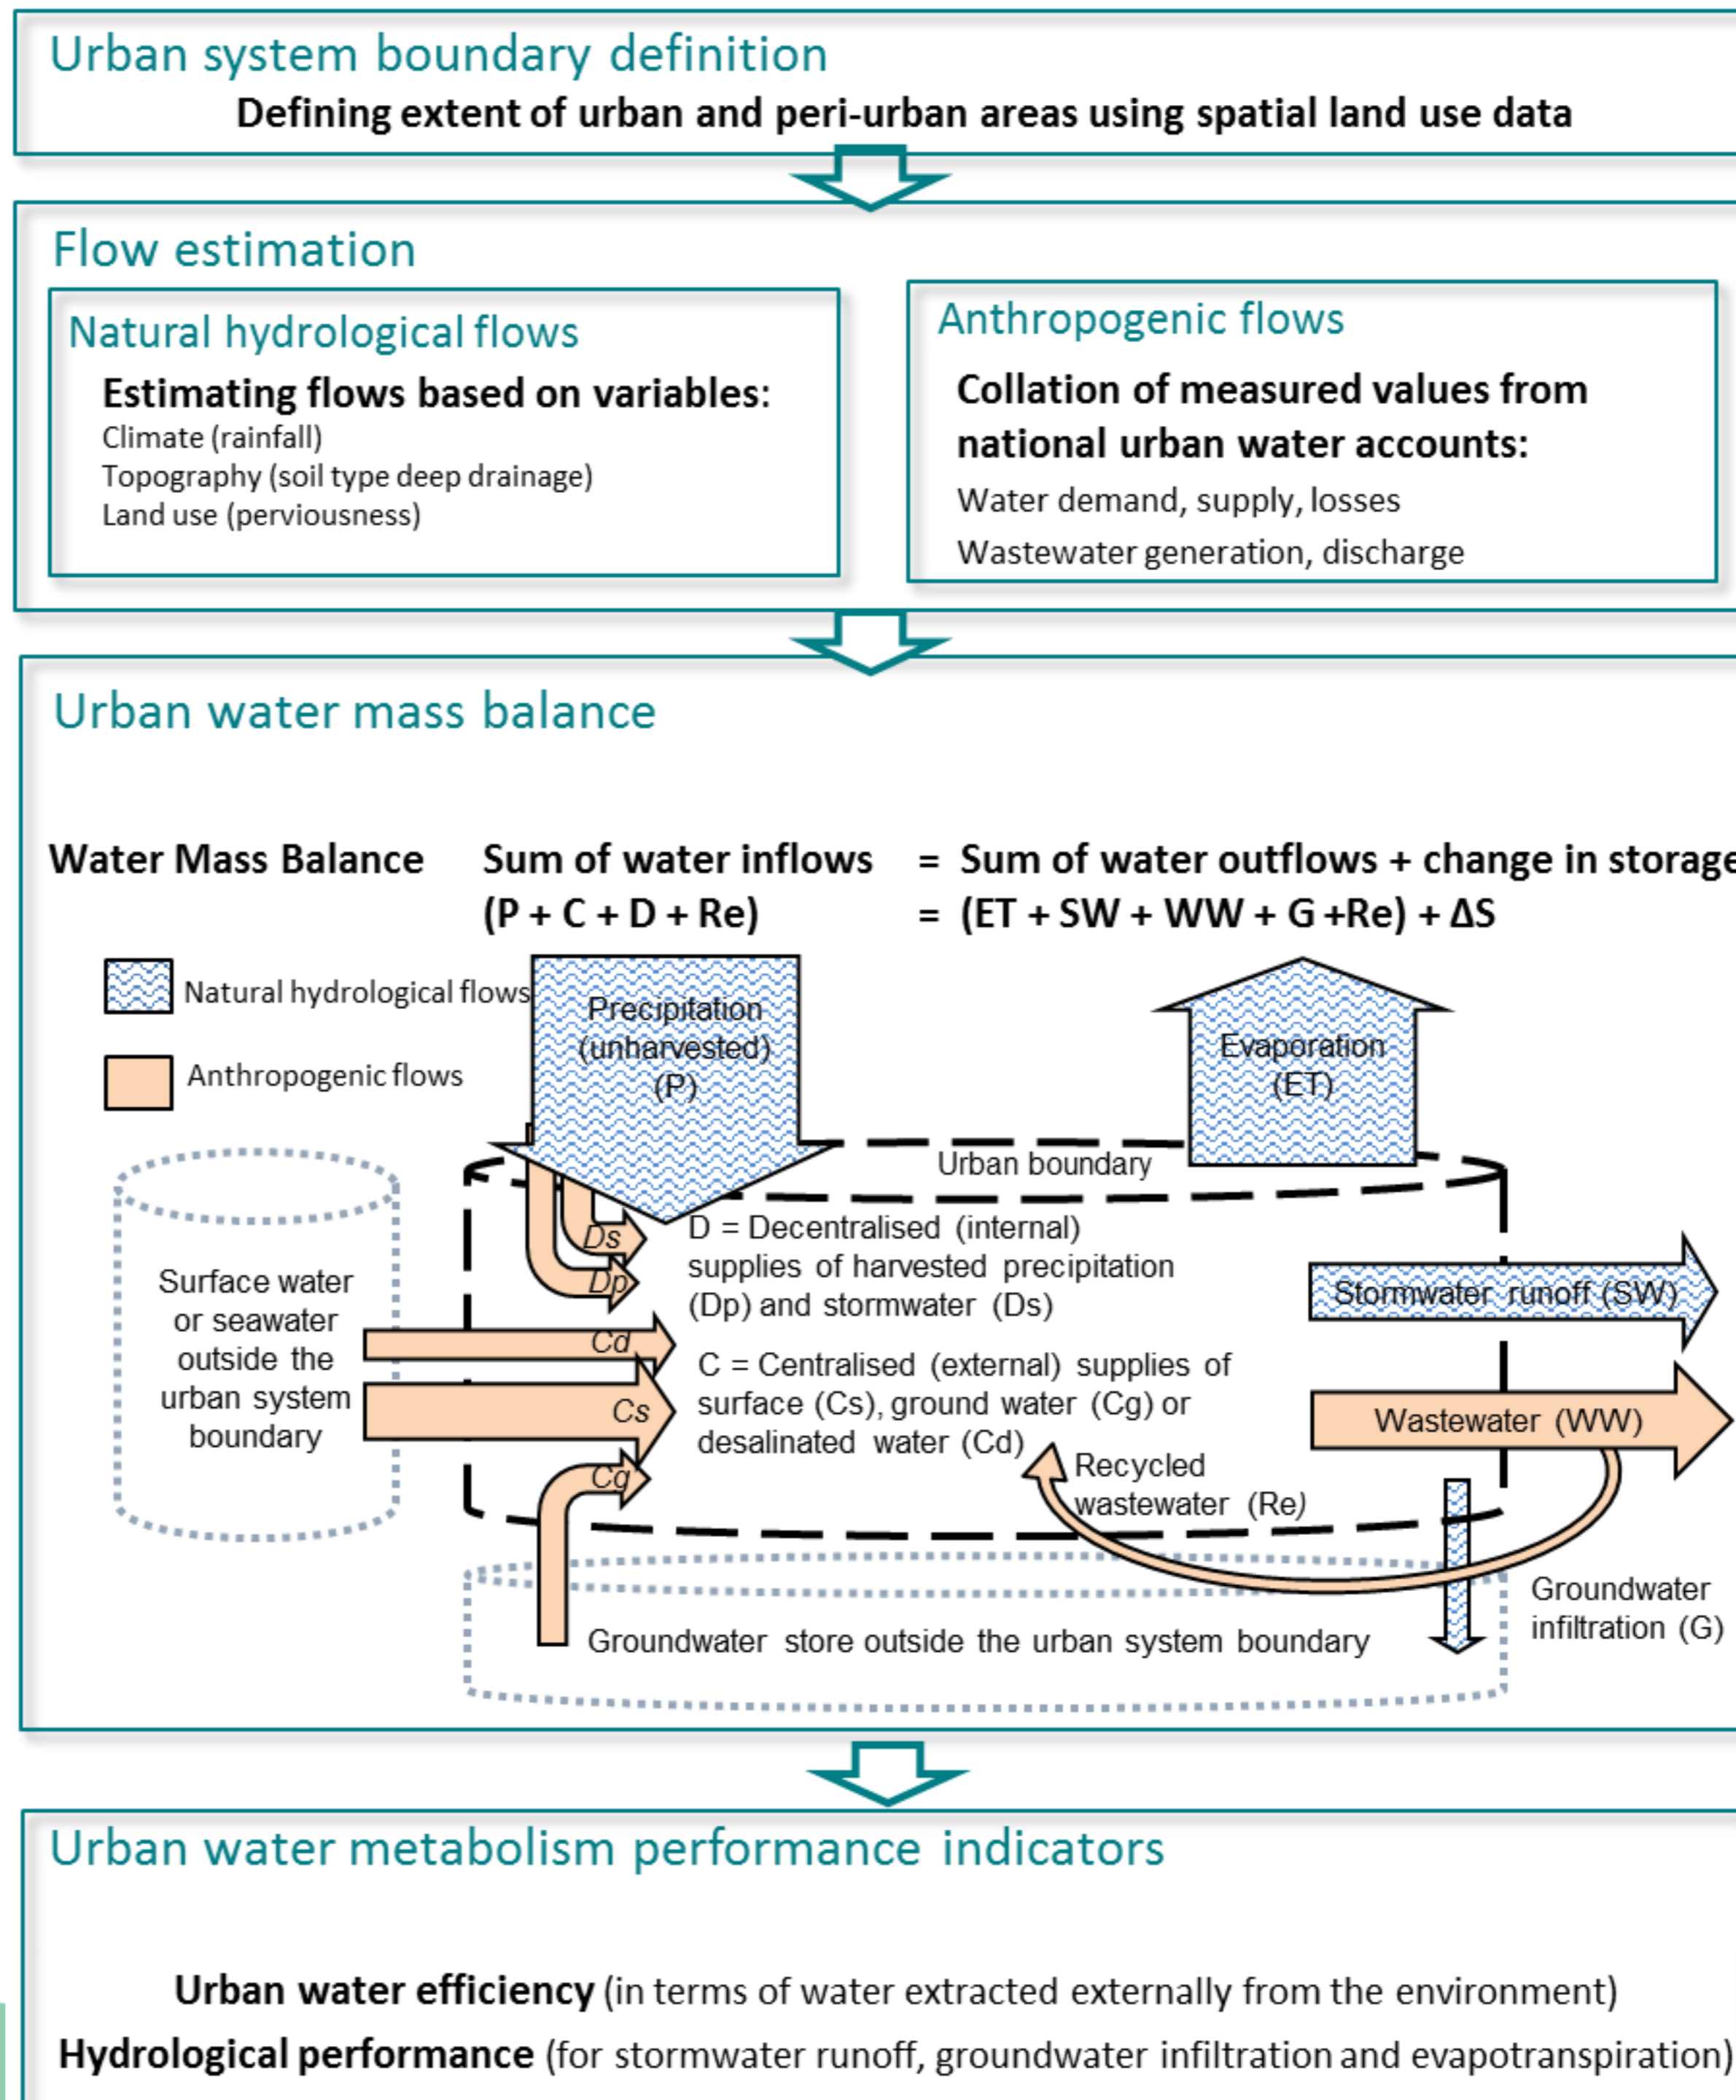 Urban system boundary definition
Defining extent of urban and peri-urban areas using spatial land use data
Flow estimation
Natural hydrological flows
Estimating flows based on variables:
Climate (rainfall)
Topography (soil type deep drainage)
Land use (perviousness)
Anthropogenic flows
Collation of measured values from
national urban water accounts:
Water demand, supply, losses
Wastewater generation, discharge
Urban water mass balance
Water Mass Balance Sum of water inflows = Sum of water outflows + change in storage
(P + C + D + Re) = (ET + SW + WW + G +Re) + ΔS
Natural hydrological flows
Anthropogenic flows
Precipitation
(unharvested)
(P)
Evaporation
(ET)
Urban boundary
Surface water
or seawater
outside the
urban system
boundary
Ds
Dp
D = Decentralised (internal)
supplies of harvested precipitation
(Dp) and stormwater (Ds)
Cd
Cs
Cg
C = Centralised (external) supplies of
surface (Cs), ground water (Cg) or
desalinated water (Cd)
Stormwater runoff (SW)
Wastewater (WW)
Recycled
wastewater (Re)
Groundwater
infiltration (G)
Groundwater store outside the urban system boundary
Urban water metabolism performance indicators
Urban water efficiency (in terms of water extracted externally from the environment)
Hydrological performance (for stormwater runoff, groundwater infiltration and evapotranspiration)